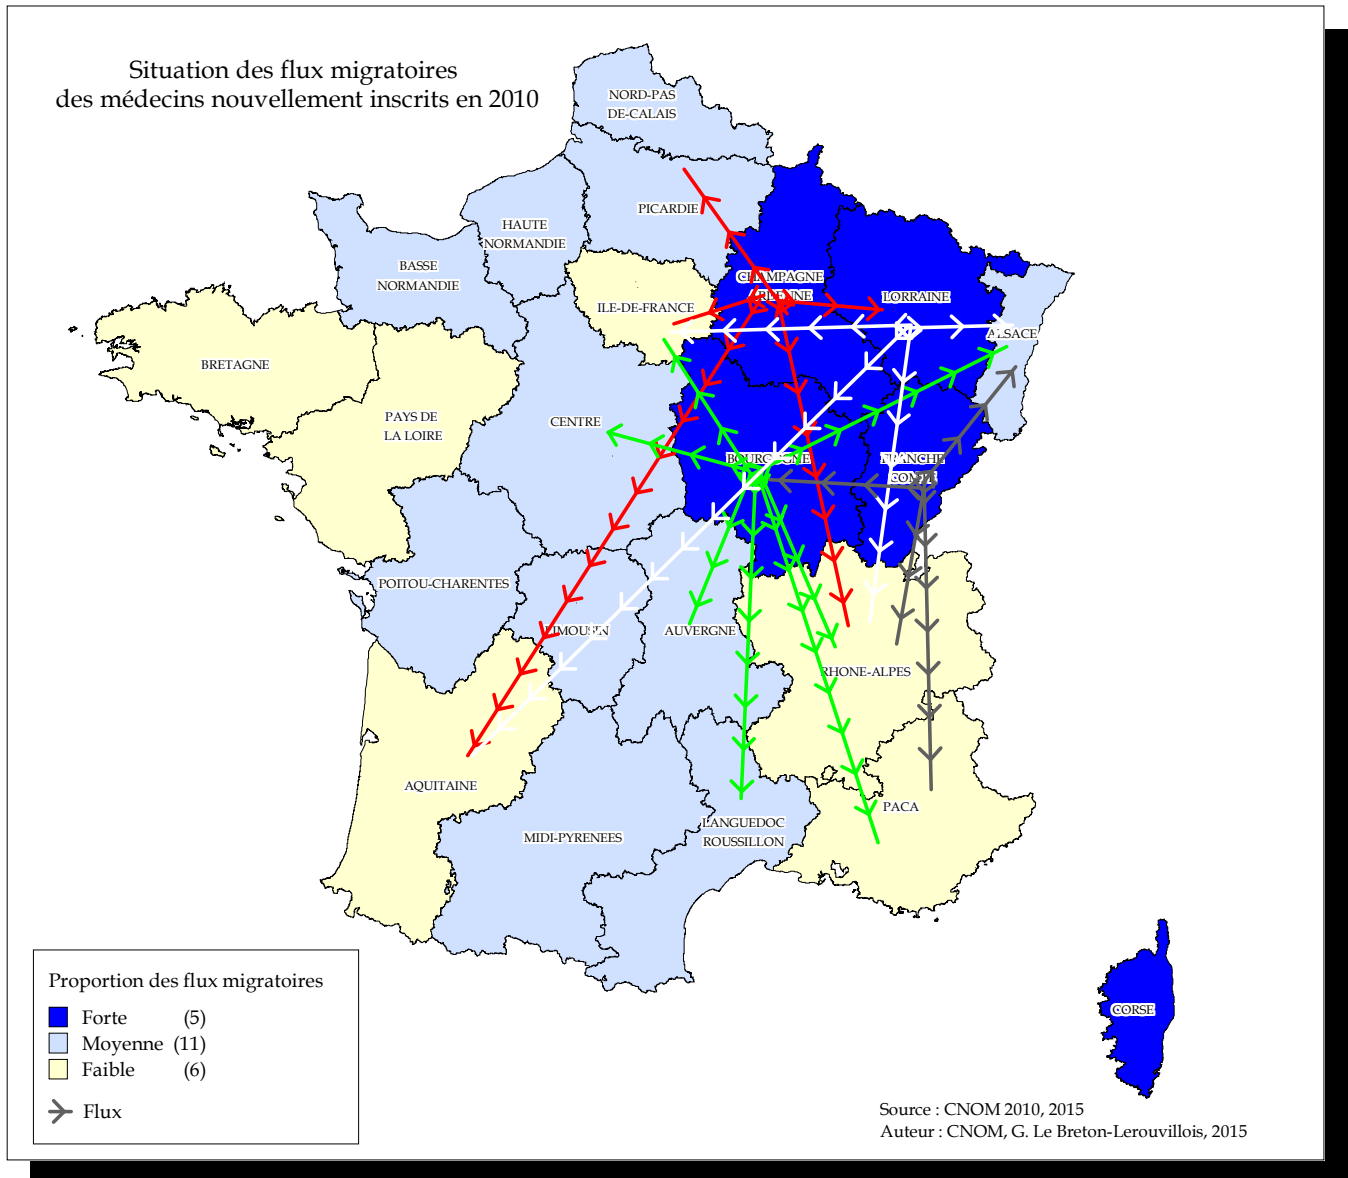 Situation des flux migratoires
des médecins nouvellement inscrits en 2010
NORD-PAS
DE-CALAIS
PICARDIE
HAUTE
NORMANDIE
BASSE
NORMANDIE
CHAMPAGNE
ARDENNE
LORRAINE
ILE-DE-FRANCE
ALSACE
BRETAGNE
PAYS DE
LA LOIRE
CENTRE
BOURGOGNE
FRANCHE
COMTE
POITOU-CHARENTES
LIMOUSIN
AUVERGNE
RHONE-ALPES
AQUITAINE
PACA
LANGUEDOC
ROUSSILLON
MIDI-PYRENEES
CORSE
Proportion des flux migratoires
Forte (5)
Moyenne (11)
Faible (6)
Flux
Source : CNOM 2010, 2015
Auteur : CNOM, G. Le Breton-Lerouvillois, 2015